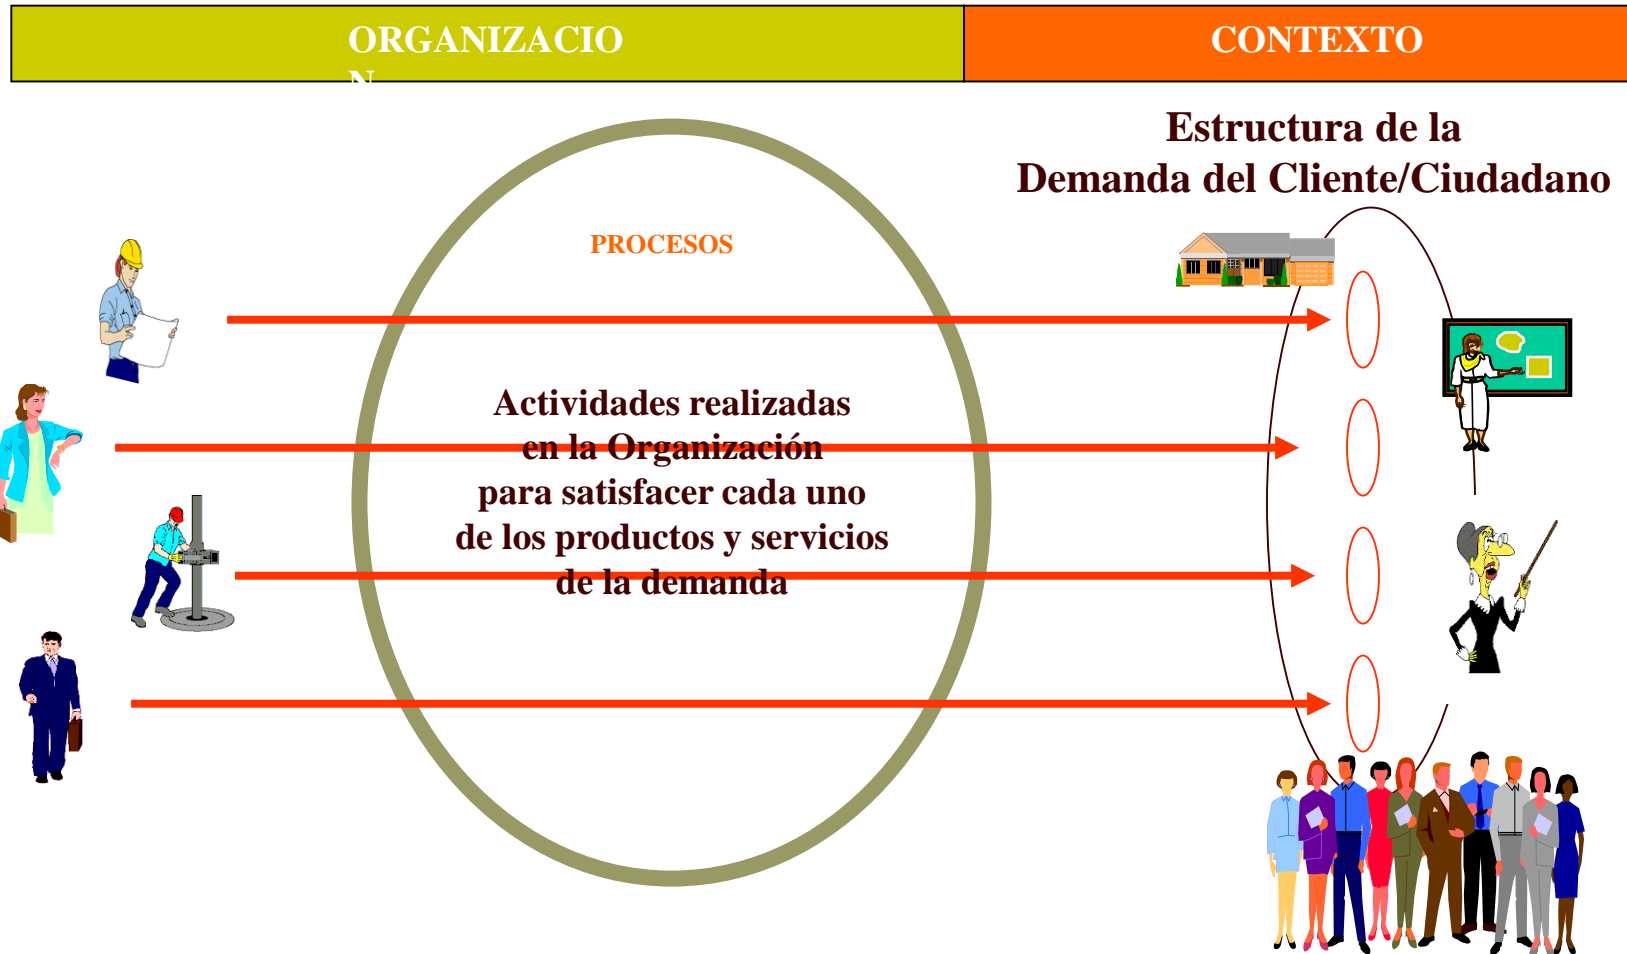 ORGANIZACIO
N
CONTEXTO
Estructura de la
Demanda del Cliente/Ciudadano
PROCESOS
Actividades realizadas
en la Organización
para satisfacer cada uno
de los productos y servicios
de la demanda